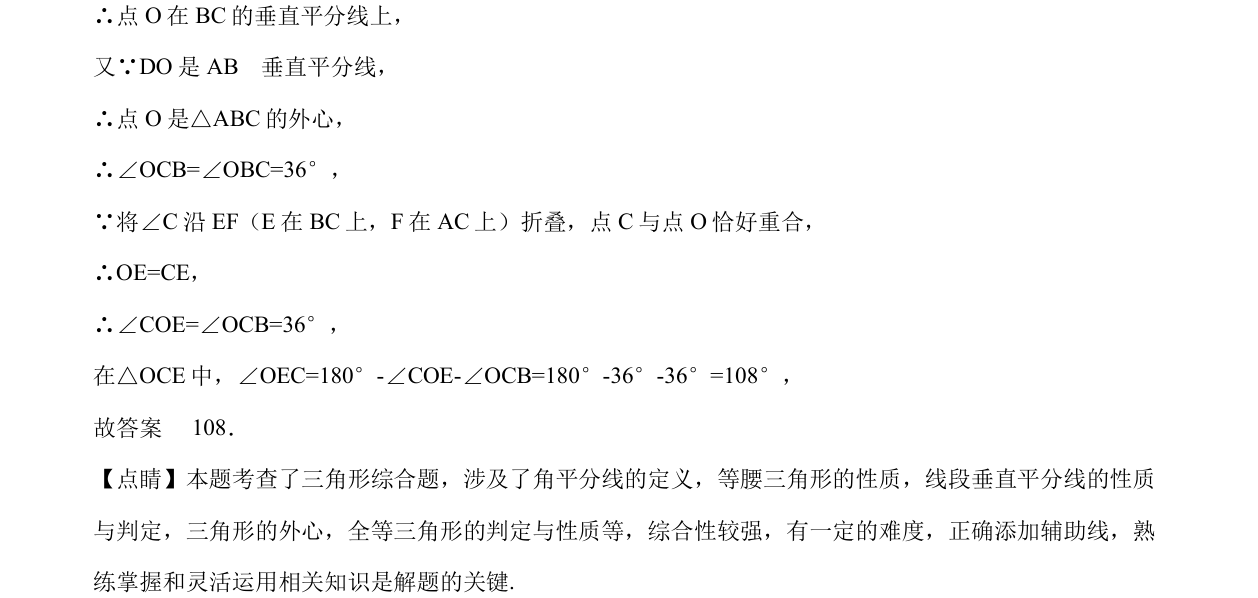 ∴点 O 在 BC 的垂直平分线上，
又∵DO 是 AB　垂直平分线，
∴点 O 是△ABC 的外心，
∴∠OCB=∠OBC=36°，
∵将∠C 沿 EF（E 在 BC 上，F 在 AC 上）折叠，点 C 与点 O 恰好重合，
∴OE=CE，
∴∠COE=∠OCB=36°，
在△OCE 中，∠OEC=180°-∠COE-∠OCB=180°-36°-36°=108°，
故答案　108．
【点睛】本题考查了三角形综合题，涉及了角平分线的定义，等腰三角形的性质，线段垂直平分线的性质
与判定，三角形的外心，全等三角形的判定与性质等，综合性较强，有一定的难度，正确添加辅助线，熟
练掌握和灵活运用相关知识是解题的关键.